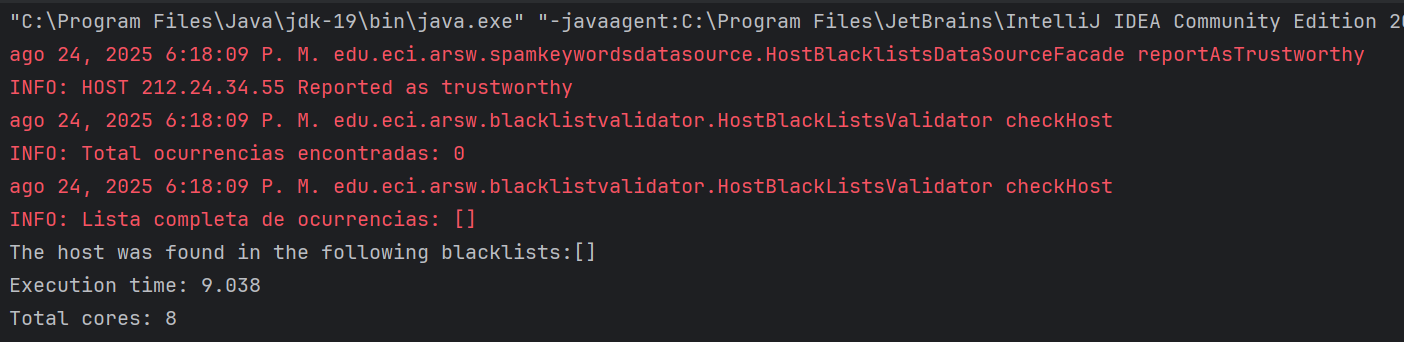 "C:\Program Files\Java\jdk-19\bin\java.exe" "-javaagent:C:\Program Files\JetBrains\IntelliJ IDEA Community Edition
ago 24, 2025 6:18:09 P. M. edu.eci.arsw.spamkeywordsdatasource.HostBlacklistsDataSourceFacade reportAsTrustworthy
INFO: HOST 212.24.34.55 Reported as trustworthy
ago 24, 2025 6:18:09 P. M. edu.eci.arsw.blacklistvalidator.HostBlackListsValidator checkHost
INFO: Total ocurrencias encontradas: 0
ago 24, 2025 6:18:09 P. M. edu.eci.arsw.blacklistvalidator.HostBlackListsValidator checkHost
INFO: Lista completa de ocurrencias: []
The host was found in the following blacklists:[]
Execution time: 9.038
Total cores: 8